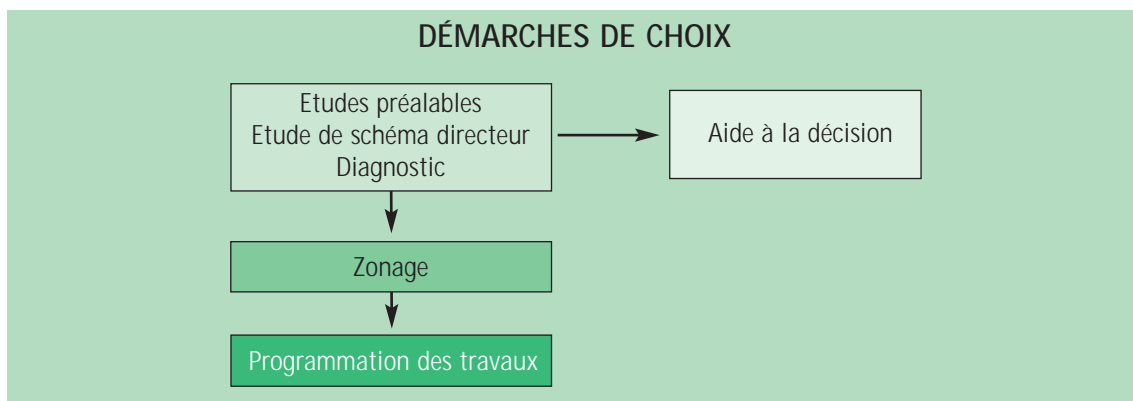 DÉMARCHES DE CHOIX
Etudes préalables
Etude de schéma directeur
Diagnostic
Aide à la décision
Zonage
Programmation des travaux